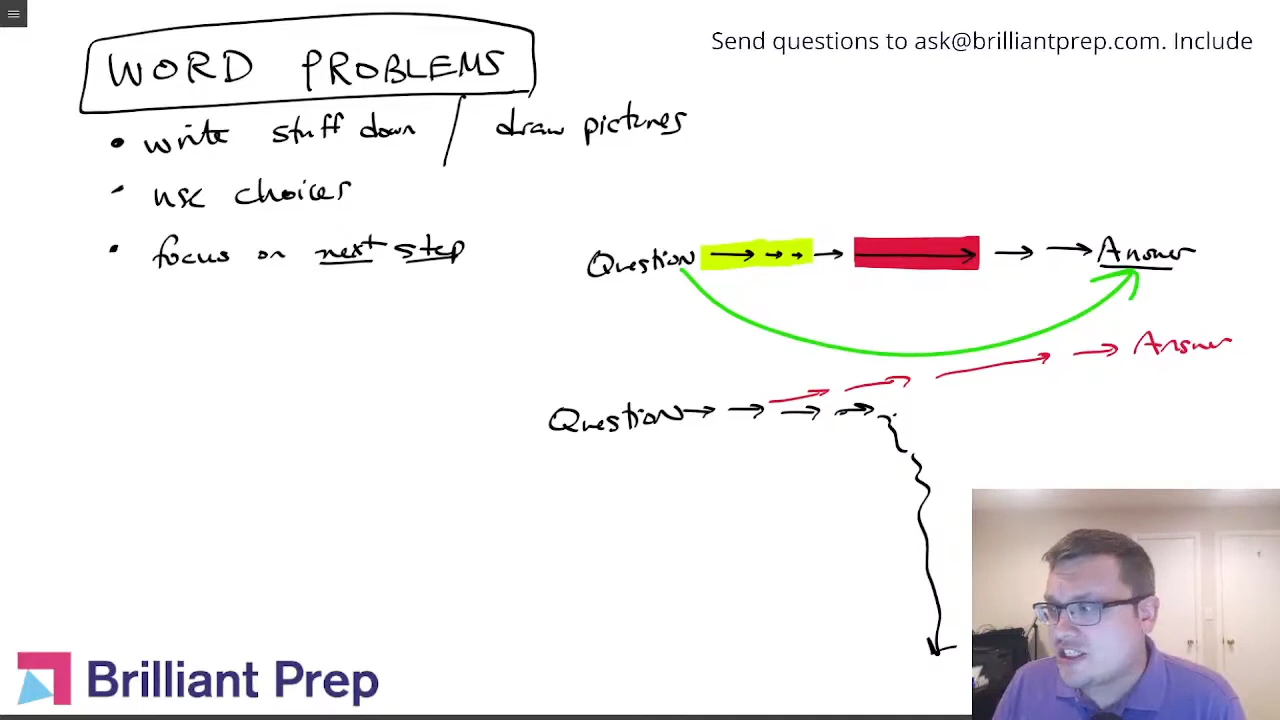 Send questions to ask@brilliantprep.com. Include
WORD PROBLEMS
• write stuff down / draw pictures
• use choices
• focus on next step
Question → → → → → → → Answer
→ → → → Answer
Question → → → →
Brilliant Prep